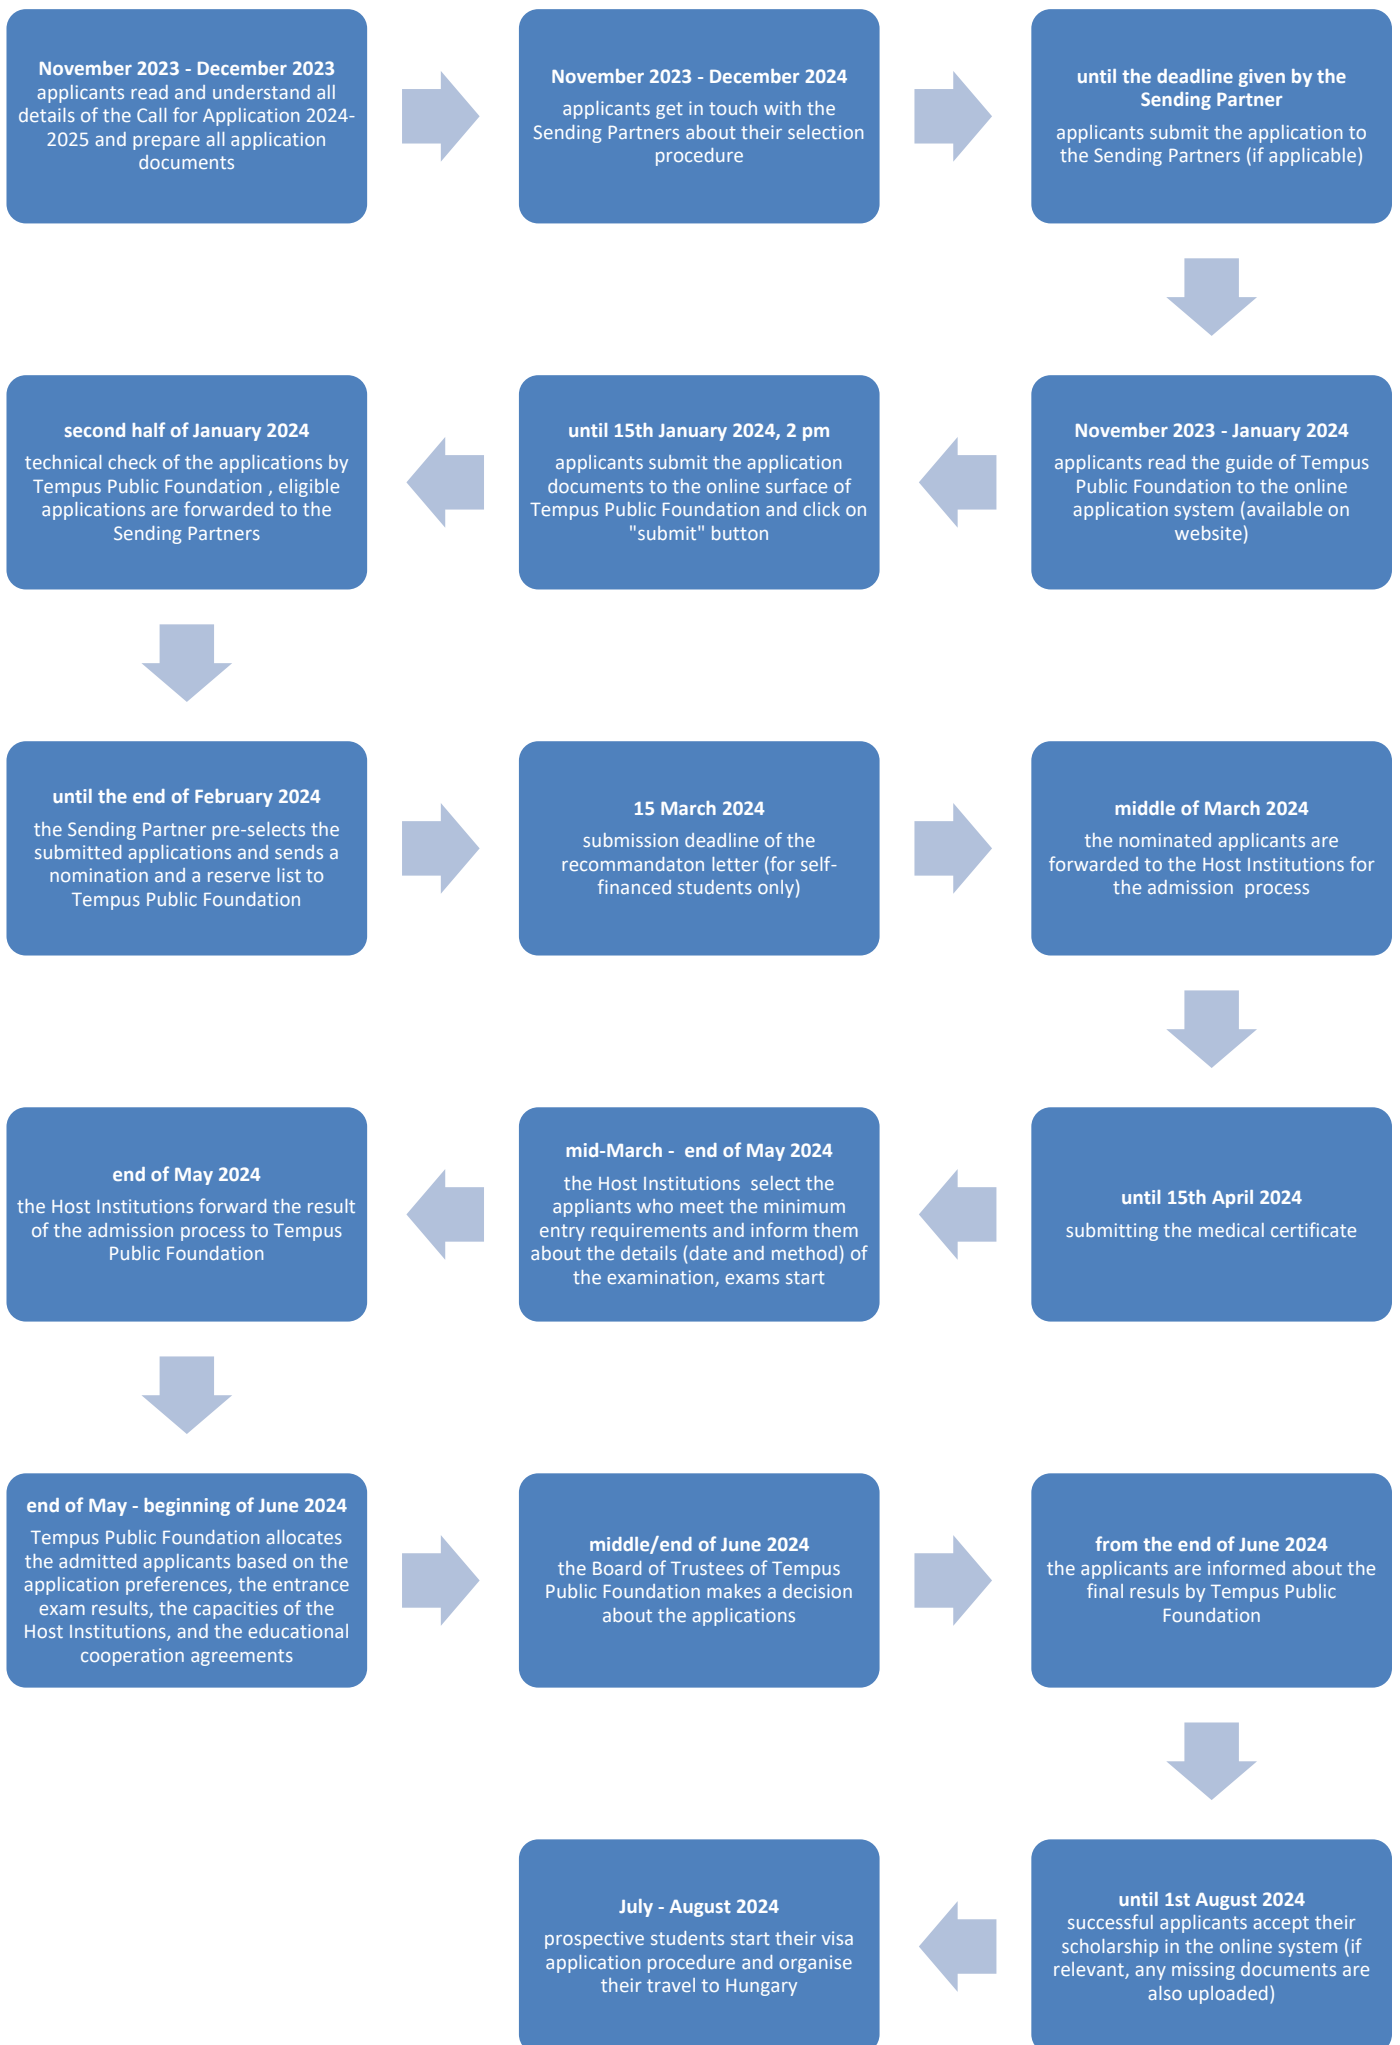 November 2023 - December 2023
applicants read and understand all
details of the Call for Application 2024-
2025 and prepare all application
documents
November 2023 - December 2024
applicants get in touch with the
Sending Partners about their selection
procedure
until the deadline given by the
Sending Partner
applicants submit the application to
the Sending Partners (if applicable)
November 2023 - January 2024
applicants read the guide of Tempus
Public Foundation to the online
application system (available on
website)
until 15th January 2024, 2 pm
applicants submit the application
documents to the online surface of
Tempus Public Foundation and click on
"submit" button
second half of January 2024
technical check of the applications by
Tempus Public Foundation , eligible
applications are forwarded to the
Sending Partners
until the end of February 2024
the Sending Partner pre-selects the
submitted applications and sends a
nomination and a reserve list to
Tempus Public Foundation
15 March 2024
submission deadline of the
recommandaton letter (for self-
financed students only)
middle of March 2024
the nominated applicants are
forwarded to the Host Institutions for
the admission  process
until 15th April 2024
submitting the medical certificate
mid-March -  end of May 2024
the Host Institutions  select the
appliants who meet the minimum
entry requirements and inform them
about the details (date and method) of
the examination, exams start
end of May 2024
the Host Institutions forward the result
of the admission process to Tempus
Public Foundation
end of May - beginning of June 2024
Tempus Public Foundation allocates
the admitted applicants based on the
application preferences, the entrance
exam results, the capacities of the
Host Institutions, and the educational
cooperation agreements
middle/end of June 2024
the Board of Trustees of Tempus
Public Foundation makes a decision
about the applications
from the end of June 2024
the applicants are informed about the
final resuls by Tempus Public
Foundation
until 1st August 2024
successful applicants accept their
scholarship in the online system (if
relevant, any missing documents are
also uploaded)
July - August 2024
prospective students start their visa
application procedure and organise
their travel to Hungary